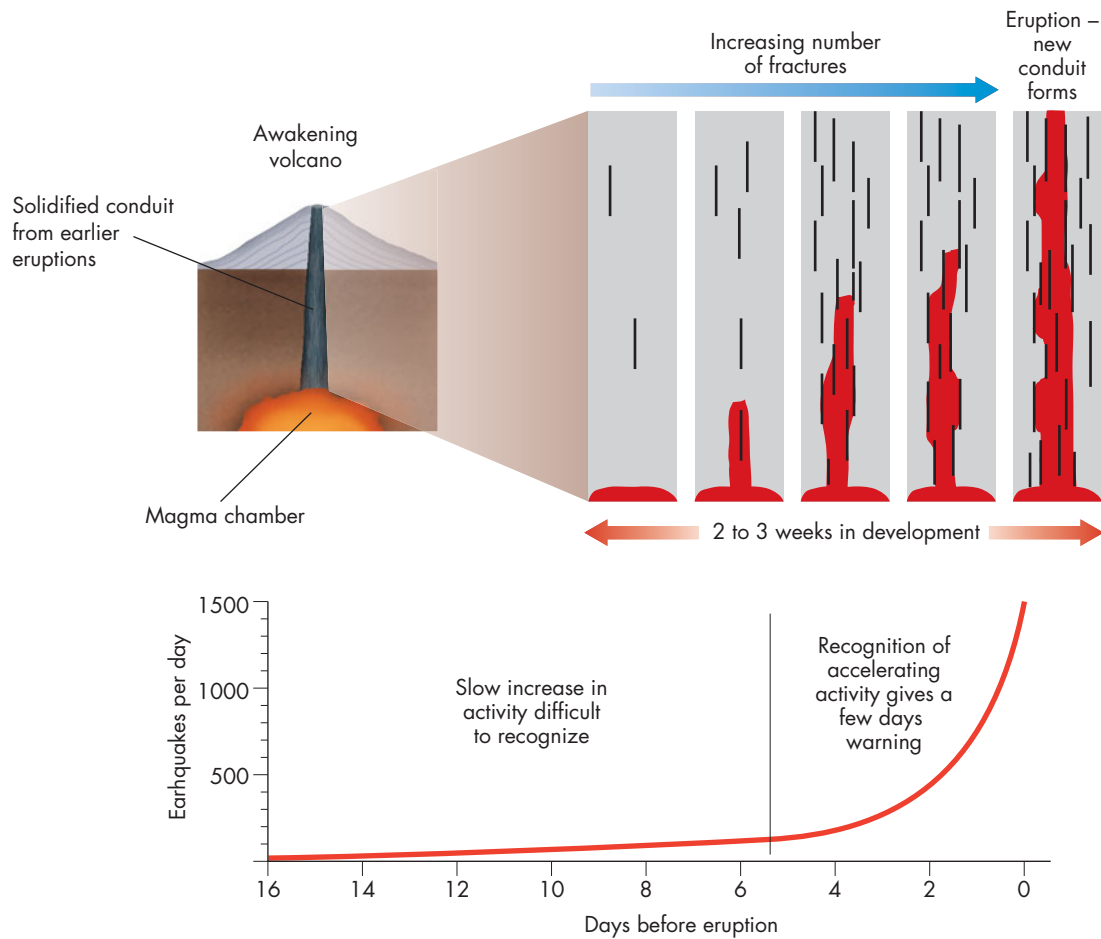 Increasing number
of fractures
Eruption –
new
conduit
forms
Awakening
volcano
Solidified conduit
from earlier
eruptions
Magma chamber
2 to 3 weeks in development
Earhquakes per day
1500
1000
500
Slow increase in
activity difficult
to recognize
Recognition of
accelerating
activity gives a
few days
warning
16 14 12 10 8 6 4 2 0
Days before eruption